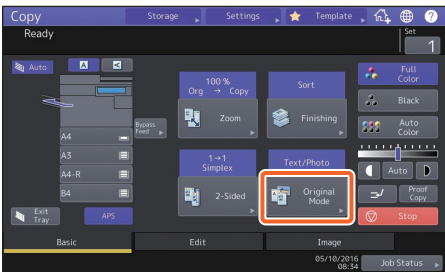 Copy
Storage
Settings
Template
?
Ready
Set
1
Auto
A
A
Bypass
Feed
A4
A3
A4-R
B4
Exit
Tray
APS
100 %
Org → Copy
Zoom
Sort
Finishing
1→1
Simplex
2-Sided
Text/Photo
Original
Mode
Full
Color
Black
Auto
Color
Auto
Proof
Copy
Stop
Basic
Edit
Image
05/10/2016
08:34
Job Status